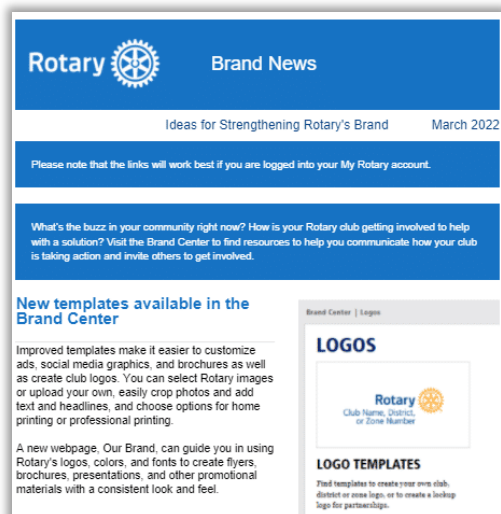 Rotary
Brand News
Ideas for Strengthening Rotary's Brand March 2022
Please note that the links will work best if you are logged into your My Rotary account.
What's the buzz in your community right now? How is your Rotary club getting involved to help
with a solution? Visit the Brand Center to find resources to help you communicate how your club
is taking action and invite others to get involved.
New templates available in the
Brand Center
Improved templates make it easier to customize
ads, social media graphics, and brochures as well
as create club logos. You can select Rotary images
or upload your own, easily crop photos and add
text and headlines, and choose options for home
printing or professional printing.
A new webpage, Our Brand, can guide you in using
Rotary's logos, colors, and fonts to create flyers,
brochures, presentations, and other promotional
materials with a consistent look and feel.
Brand Center | Logos
LOGOS
Rotary
Club Name, District,
or Zone Number
LOGO TEMPLATES
Find templates to create your own club,
district or zone logo, or to create a lockup
logo for partnerships.